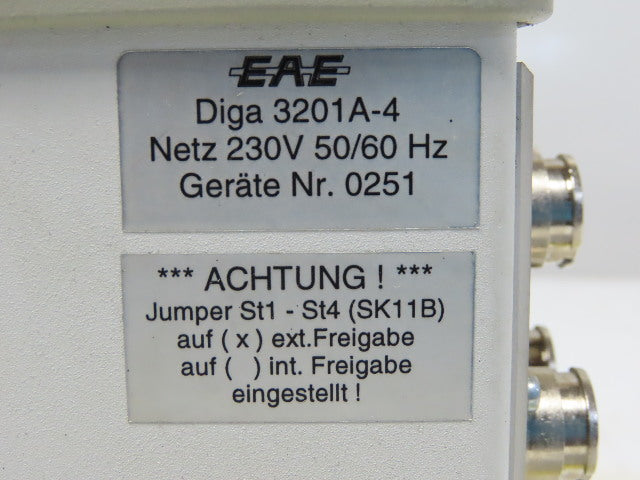 EAE
Diga 3201A-4
Netz 230V 50/60 Hz
Geräte Nr. 0251
*** ACHTUNG ! ***
Jumper St1 - St4 (SK11B)
auf ( x ) ext.Freigabe
auf (   ) int. Freigabe
eingestellt !